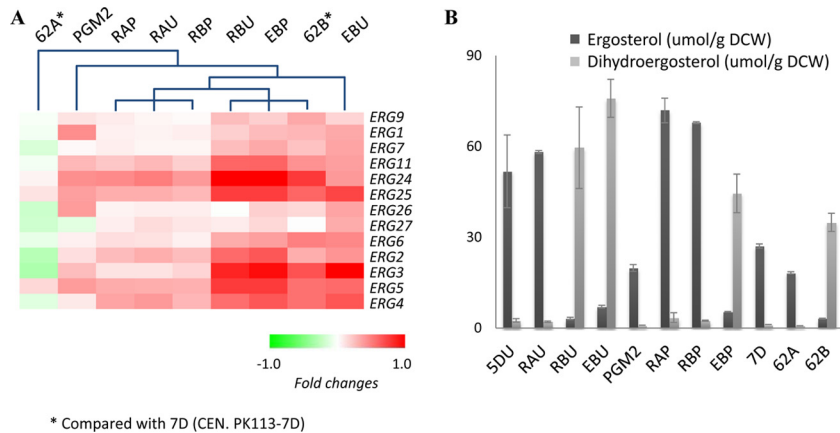 A
62A* PGM2 RAP RAU RBP RBU EBP 62B* EBU
ERG9
ERG1
ERG7
ERG11
ERG24
ERG25
ERG26
ERG27
ERG6
ERG2
ERG3
ERG5
ERG4
-1.0 1.0
Fold changes
* Compared with 7D (CEN. PK113-7D)
B
Ergosterol (umol/g DCW)
Dihydroergosterol (umol/g DCW)
90
60
30
0
5DU RAU RBU EBU PGM2 RAP RBP EBP 7D 62A 62B